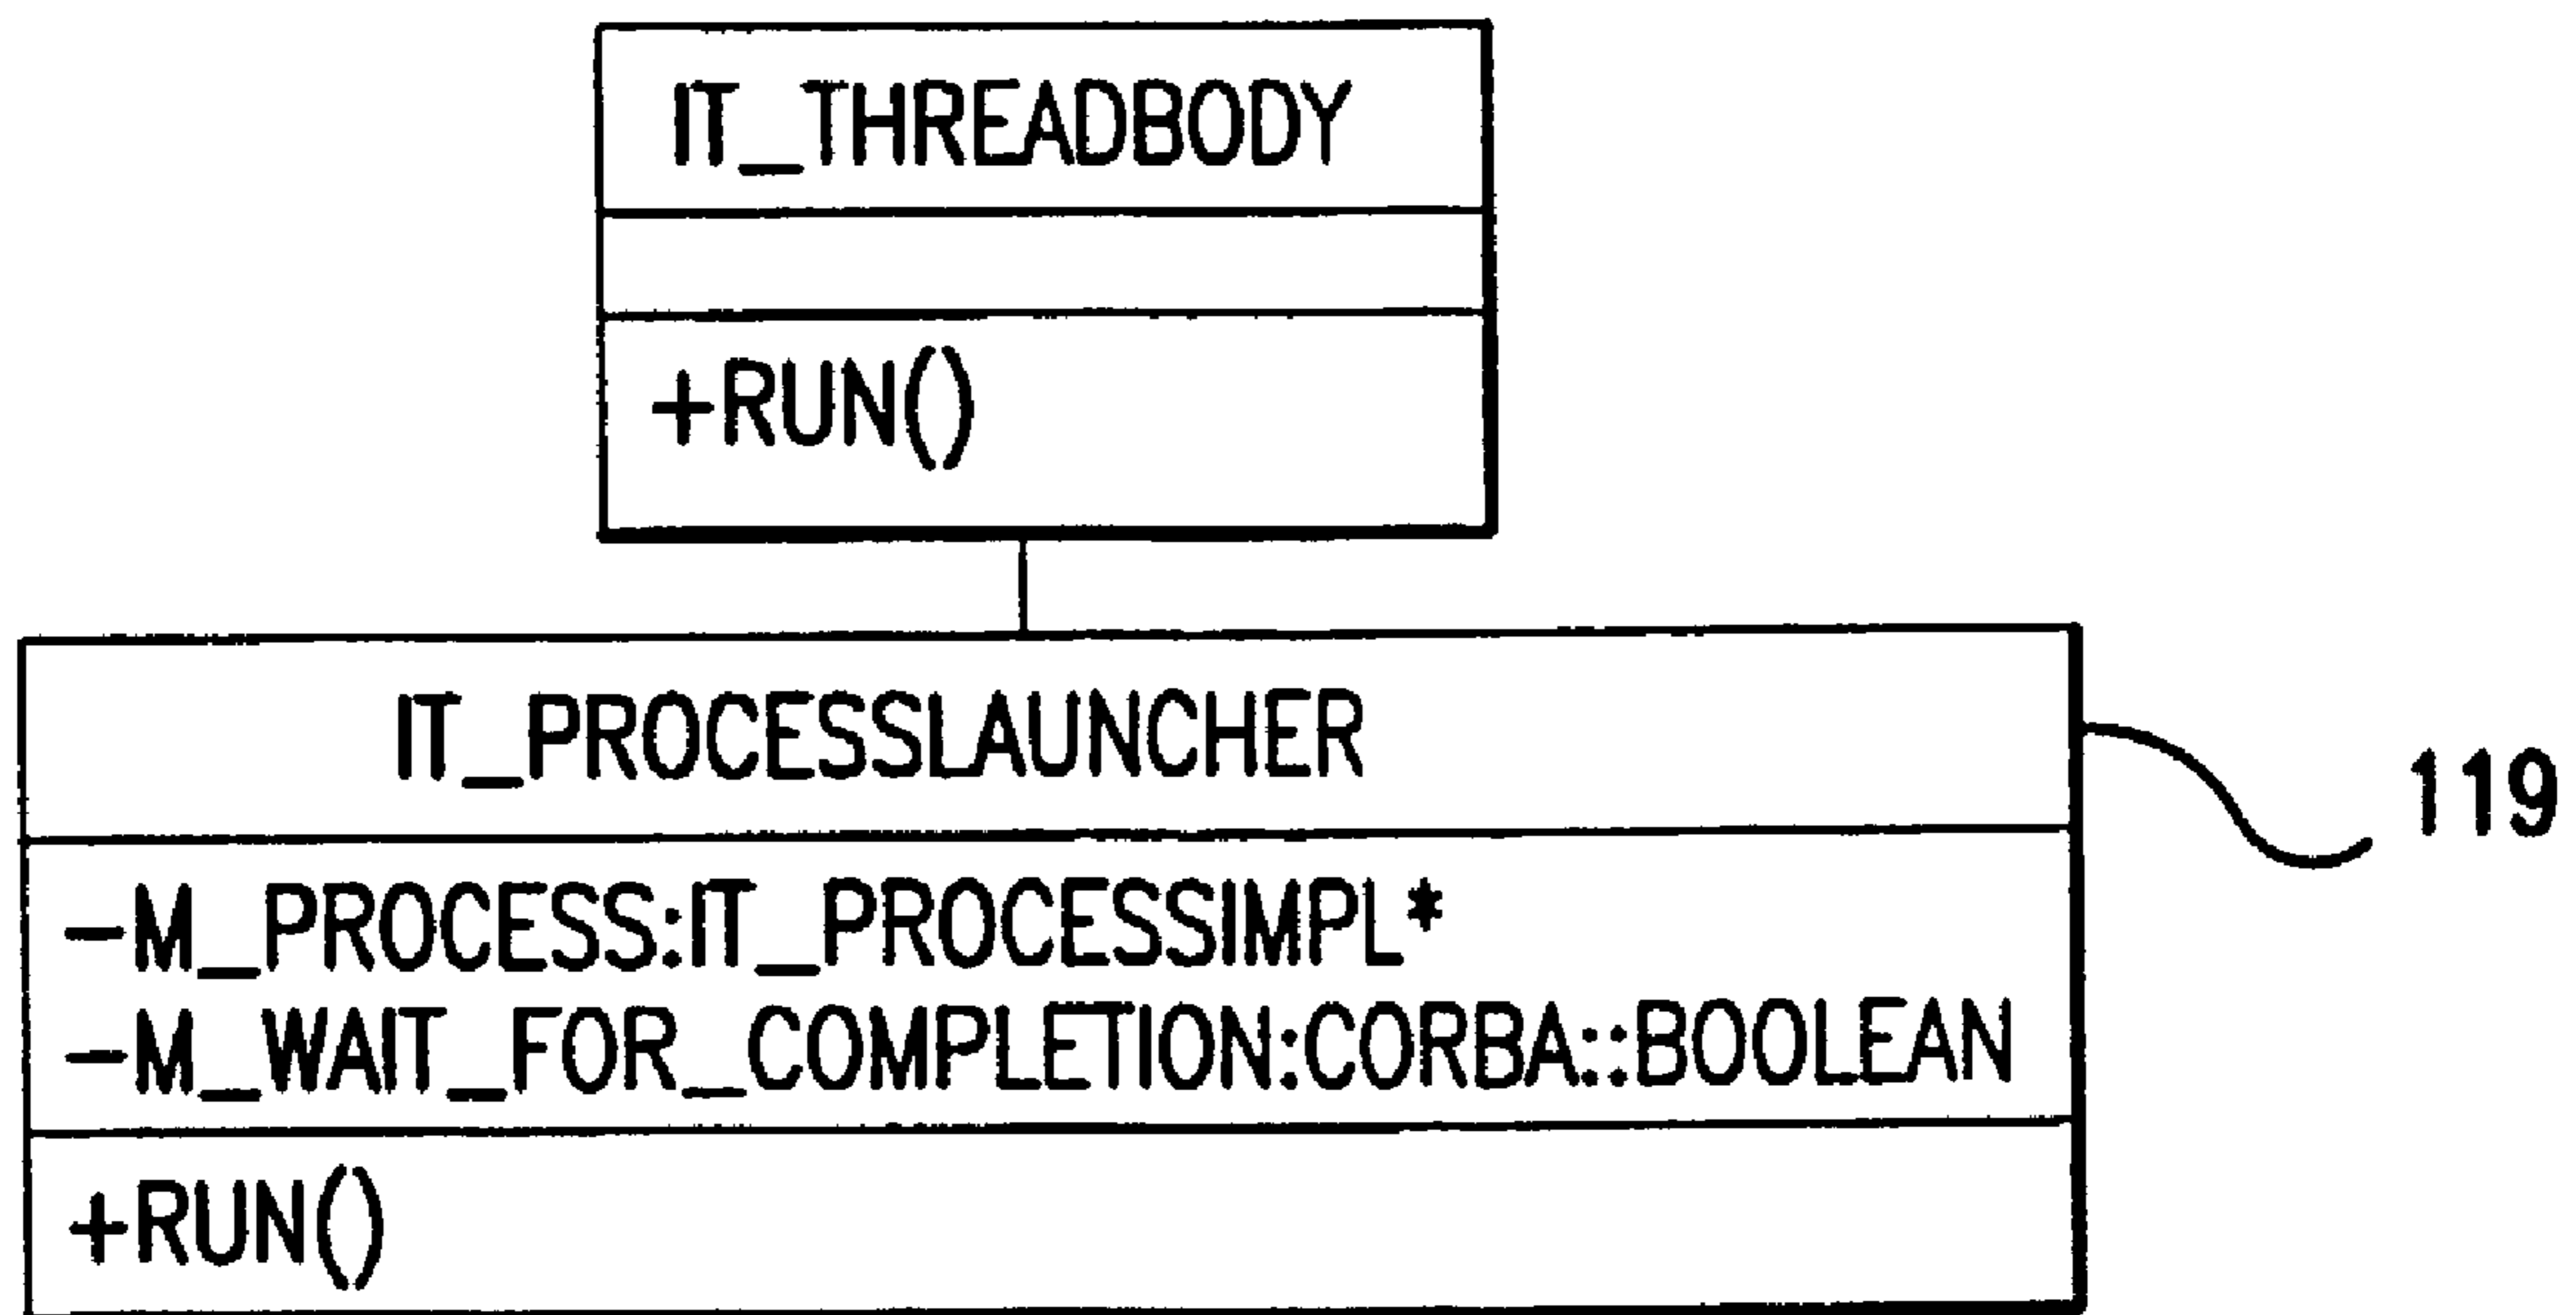 IT_THREADBODY
+RUN()
IT_PROCESSLAUNCHER
119
-M_PROCESS:IT_PROCESSIMPL*
-M_WAIT_FOR_COMPLETION:CORBA::BOOLEAN
+RUN()